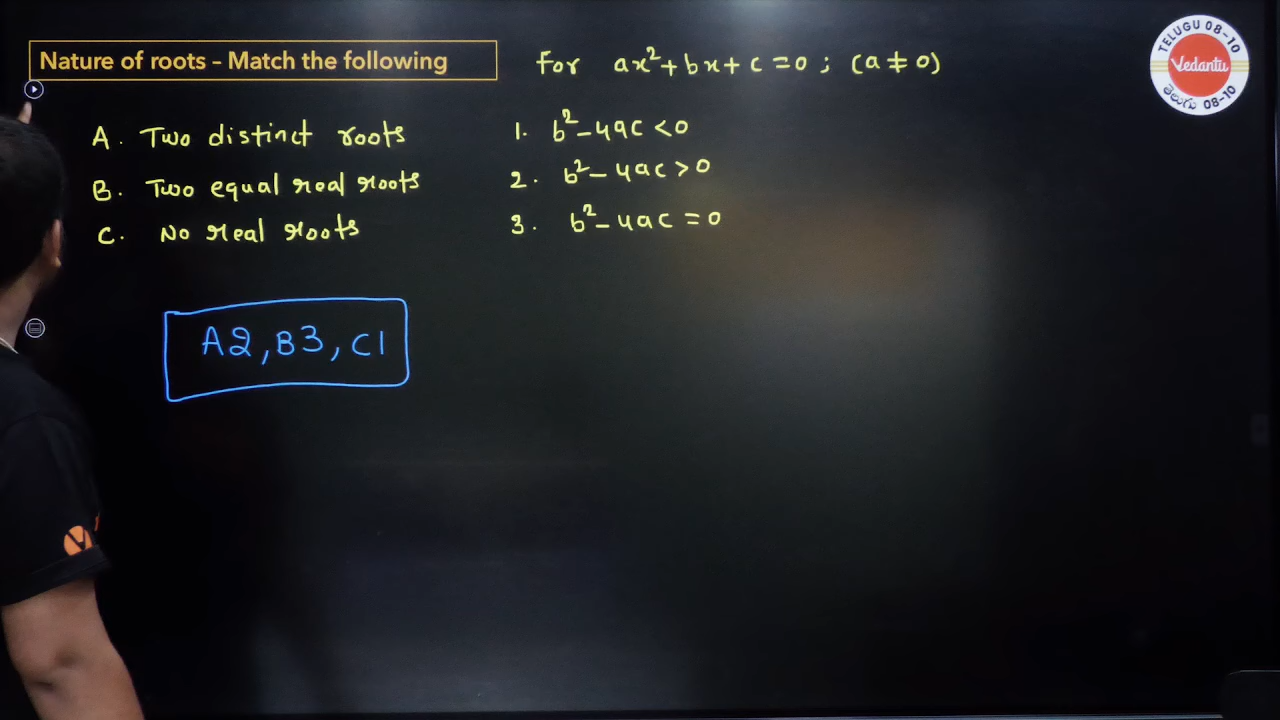 Nature of roots – Match the following
For ax²+bx+c=0; (a≠0)
A. Two distinct roots
1. b²-4ac<0
B. Two equal real roots
2. b²-4ac>0
C. No real roots
3. b²-4ac=0
A2, B3, C1
TELUGU 08-10
Vedantu
తెలుగు 08-10